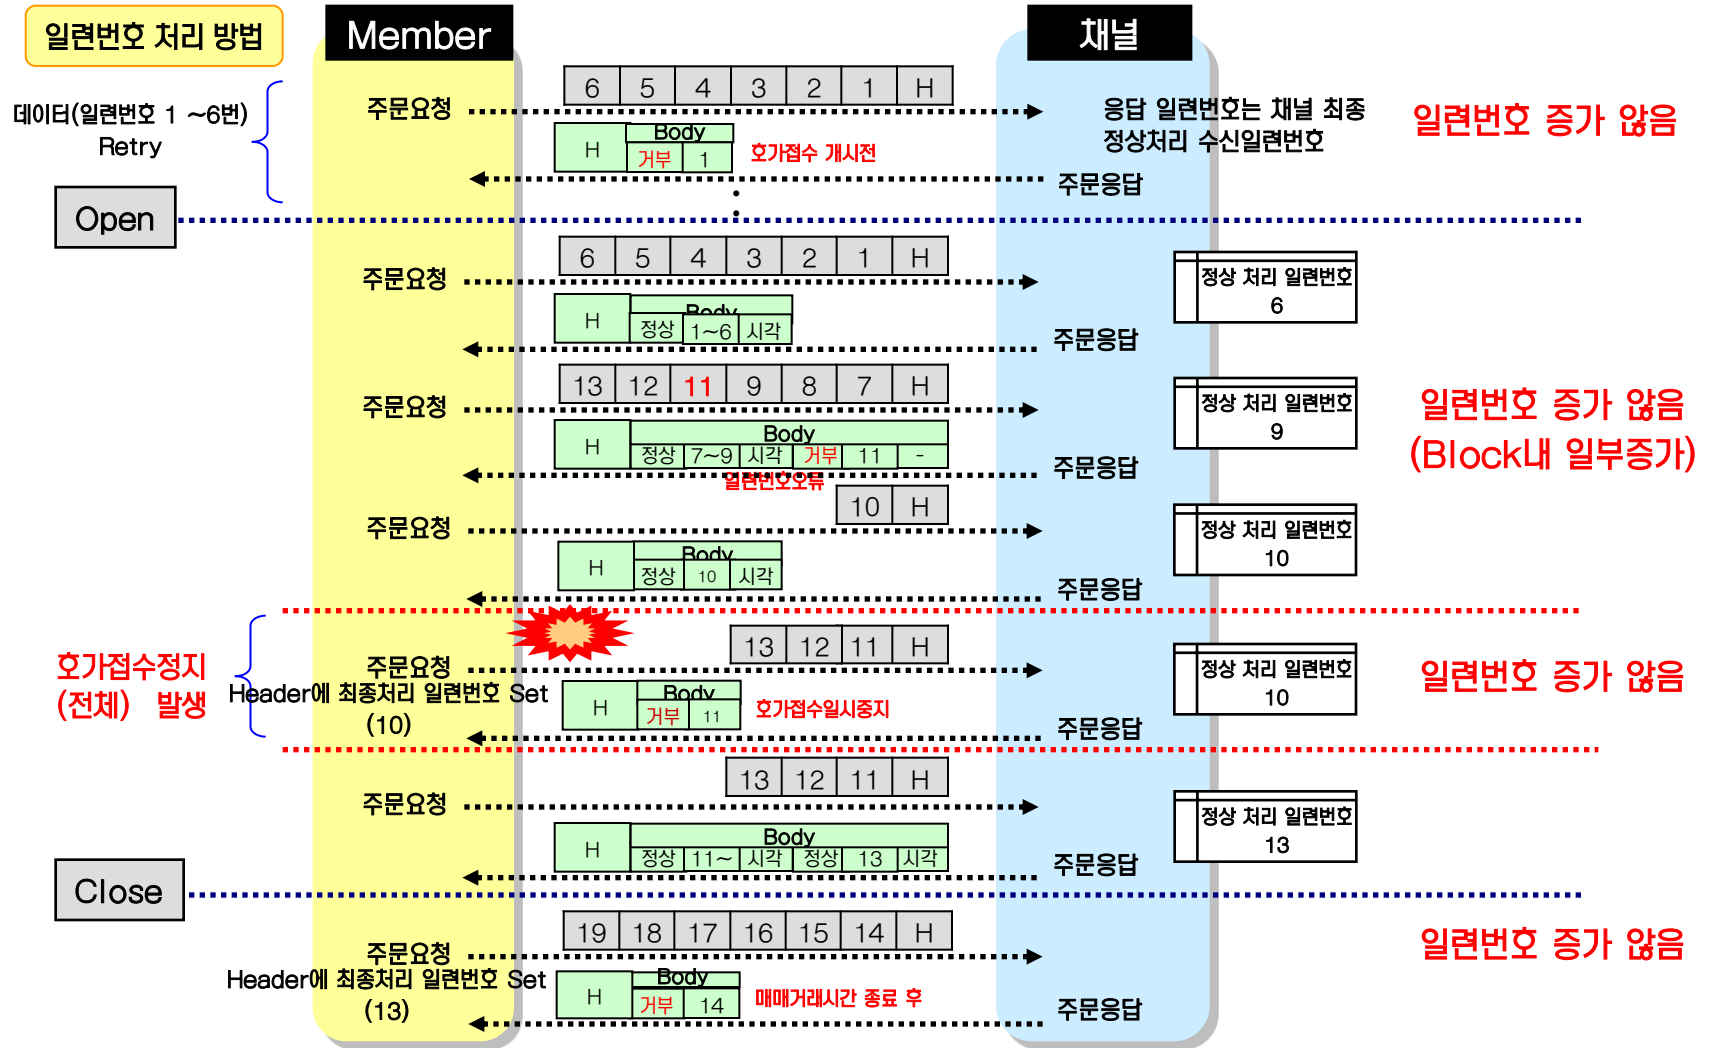 일련번호 처리 방법
Member
채널
데이터(일련번호 1 ~6번)
Retry
주문요청
6 5 4 3 2 1 H
응답 일련번호는 채널 최종
정상처리 수신일련번호
일련번호 증가 않음
H
Body
거부 1
호가접수 개시전
주문응답
:
Open
주문요청
6 5 4 3 2 1 H
정상 처리 일련번호
6
H
Body
정상 1~6 시각
주문응답
주문요청
13 12 11 9 8 7 H
정상 처리 일련번호
9
일련번호 증가 않음
(Block내 일부증가)
H
Body
정상 7~9 시각 거부 11 -
주문응답
일련번호오류
주문요청
10 H
정상 처리 일련번호
10
H
Body
정상 10 시각
주문응답
호가접수정지
(전체) 발생
주문요청
13 12 11 H
정상 처리 일련번호
10
일련번호 증가 않음
Header에 최종처리 일련번호 Set
(10)
H
Body
거부 11
호가접수일시중지
주문응답
주문요청
13 12 11 H
정상 처리 일련번호
13
H
Body
정상 11~ 시각 정상 13 시각
주문응답
Close
주문요청
19 18 17 16 15 14 H
일련번호 증가 않음
Header에 최종처리 일련번호 Set
(13)
H
Body
거부 14
매매거래시간 종료 후
주문응답